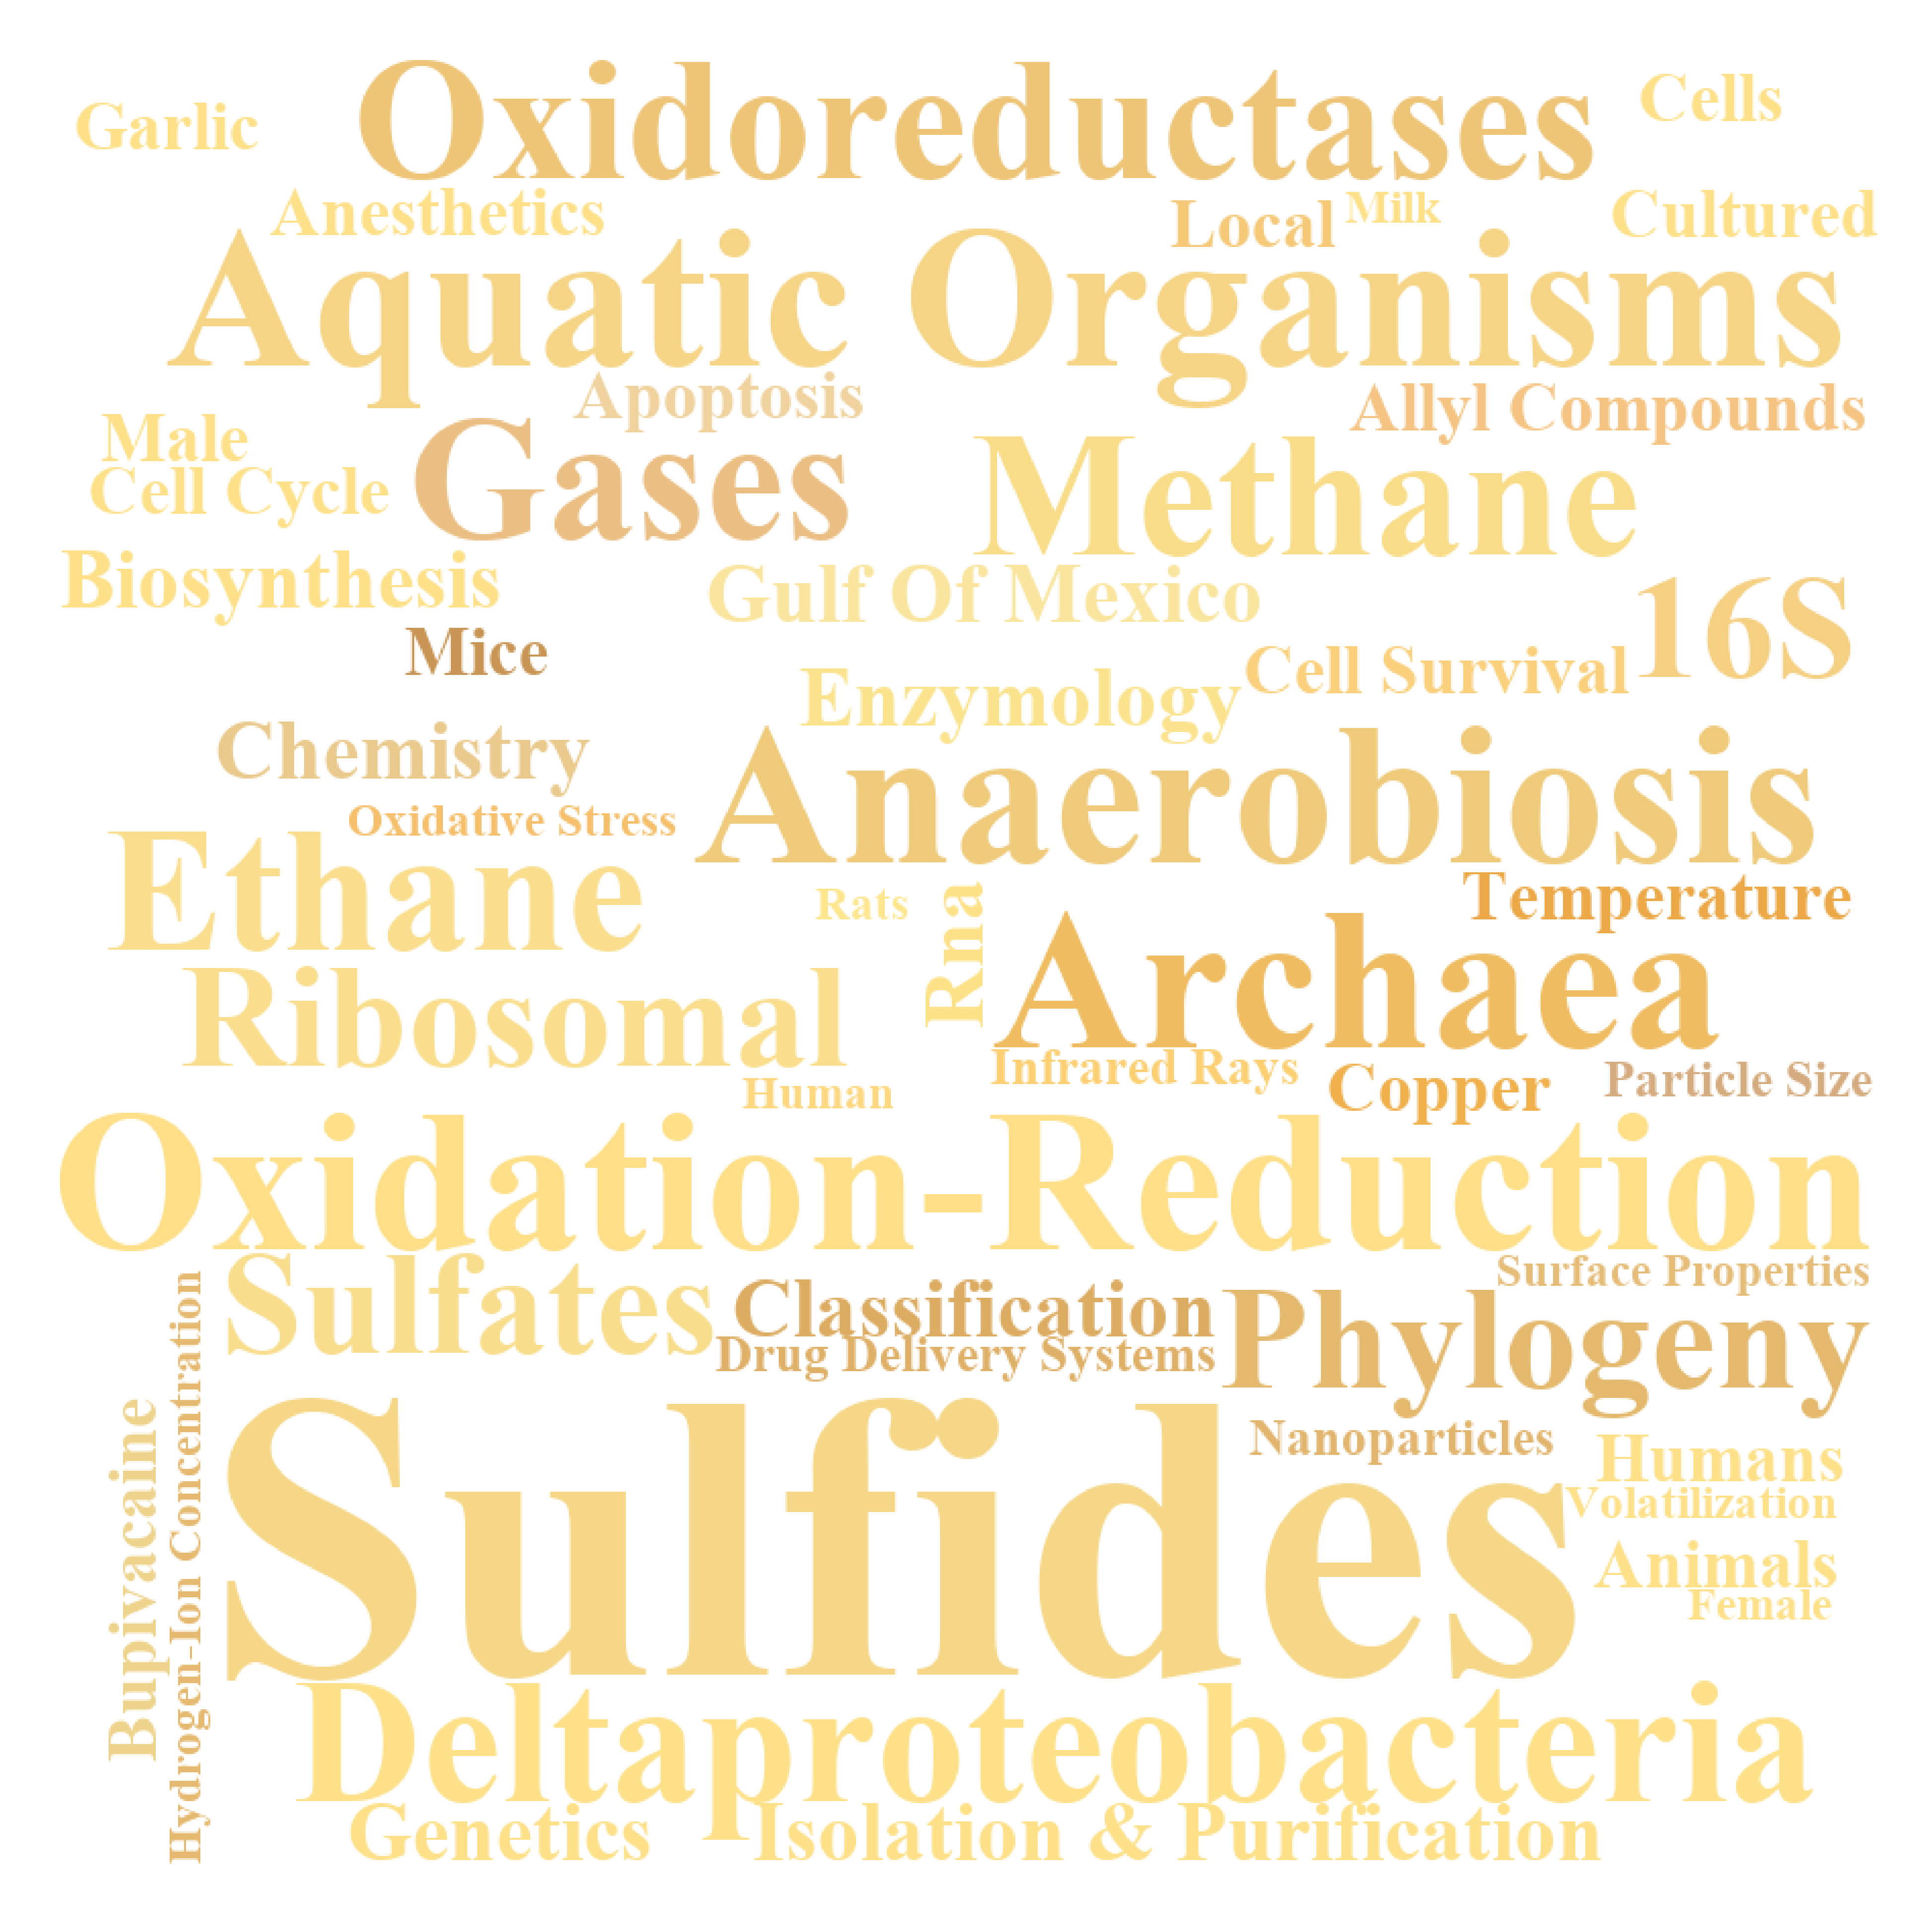 Oxidoreductases
Garlic
Cells
Anesthetics
Local
Milk
Cultured
Aquatic Organisms
Apoptosis
Allyl Compounds
Male
Gases
Methane
Cell Cycle
Biosynthesis
Gulf Of Mexico
16S
Mice
Enzymology
Cell Survival
Chemistry
Anaerobiosis
Oxidative Stress
Ethane
Rats
Rna
Temperature
Archaea
Ribosomal
Human
Infrared Rays
Copper
Particle Size
Oxidation-Reduction
Surface Properties
Sulfates
Classification
Phylogeny
Drug Delivery Systems
Nanoparticles
Humans
Volatilization
Sulfides
Animals
Female
Bupivacaine
Hydrogen-Ion Concentration
Deltaproteobacteria
Genetics
Isolation & Purification